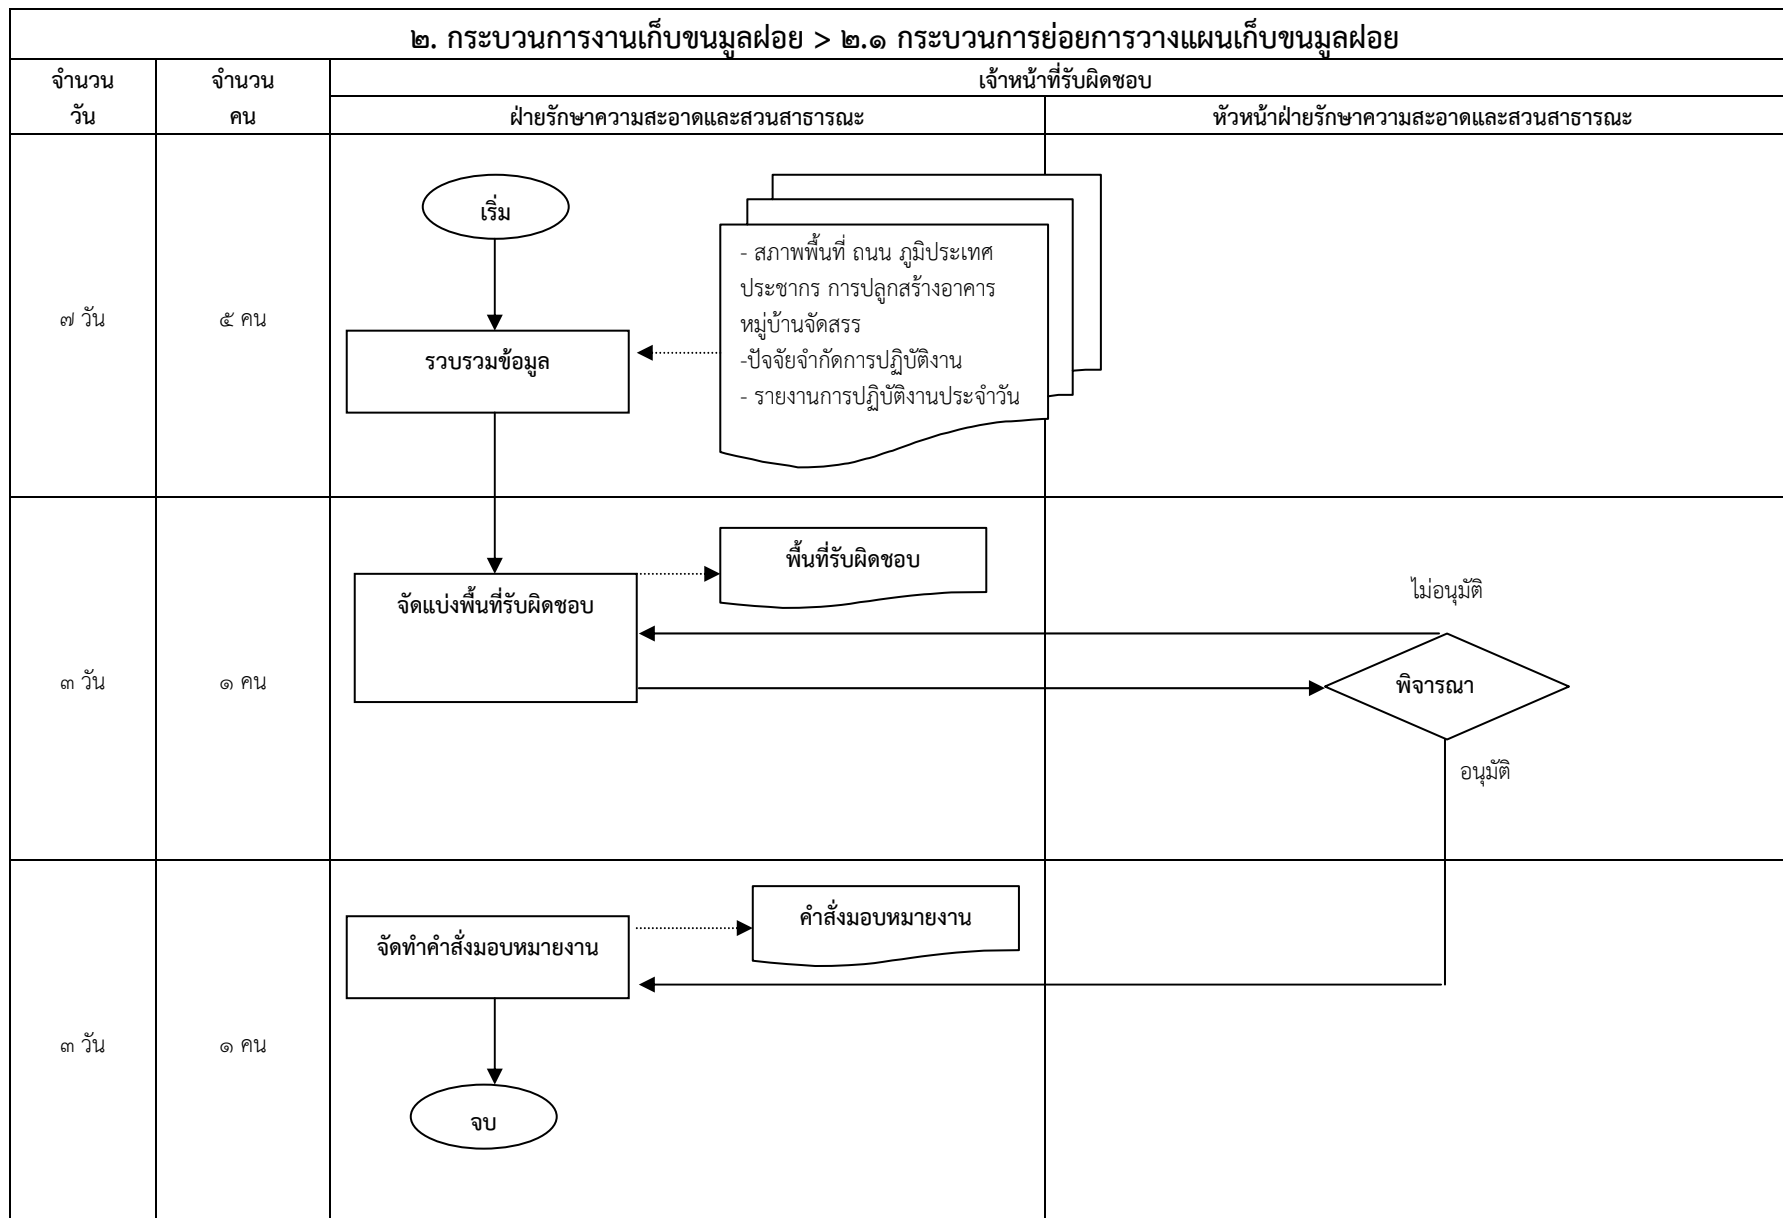 ๒. กระบวนการงานเก็บขนมูลฝอย > ๒.๑ กระบวนการย่อยการวางแผนเก็บขนมูลฝอย
จำนวน
วัน
จำนวน
คน
เจ้าหน้าที่รับผิดชอบ
ฝ่ายรักษาความสะอาดและสวนสาธารณะ
หัวหน้าฝ่ายรักษาความสะอาดและสวนสาธารณะ
๗ วัน
๕ คน
เริ่ม
รวบรวมข้อมูล
- สภาพพื้นที่ ถนน ภูมิประเทศ
ประชากร การปลูกสร้างอาคาร
หมู่บ้านจัดสรร
-ปัจจัยจำกัดการปฏิบัติงาน
- รายงานการปฏิบัติงานประจำวัน
๓ วัน
๑ คน
จัดแบ่งพื้นที่รับผิดชอบ
พื้นที่รับผิดชอบ
ไม่อนุมัติ
พิจารณา
อนุมัติ
๓ วัน
๑ คน
จัดทำคำสั่งมอบหมายงาน
คำสั่งมอบหมายงาน
จบ